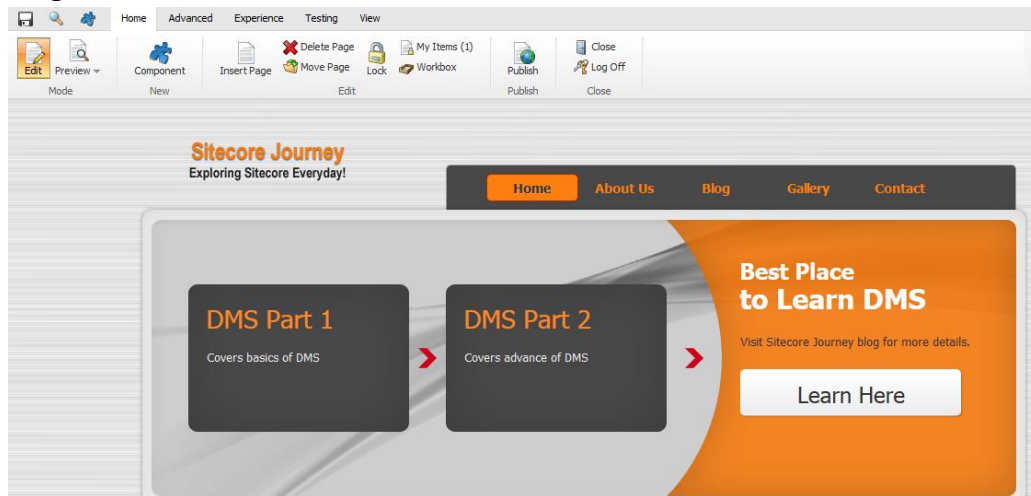 Home Advanced Experience Testing View
Edit Preview Component Insert Page Delete Page Move Page Lock My Items (1) Workbox Publish Close Log Off
Mode New Edit Publish Close
Sitecore Journey
Exploring Sitecore Everyday!
Home About Us Blog Gallery Contact
DMS Part 1
Covers basics of DMS
DMS Part 2
Covers advance of DMS
Best Place
to Learn DMS
Visit Sitecore Journey blog for more details.
Learn Here